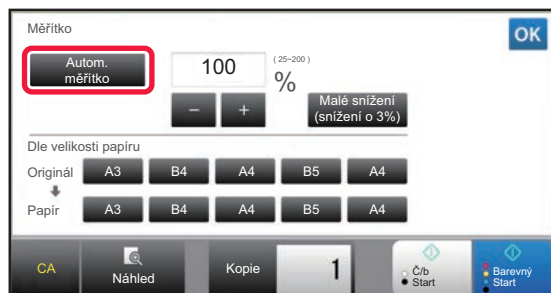 Měřítko
OK
Autom.
měřítko
100
(25~200)
%
−
+
Malé snížení
(snížení o 3%)
Dle velikosti papíru
Originál A3 B4 A4 B5 A4
Papír A3 B4 A4 B5 A4
CA
Náhled
Kopie
1
Č/b
Start
Barevný
Start